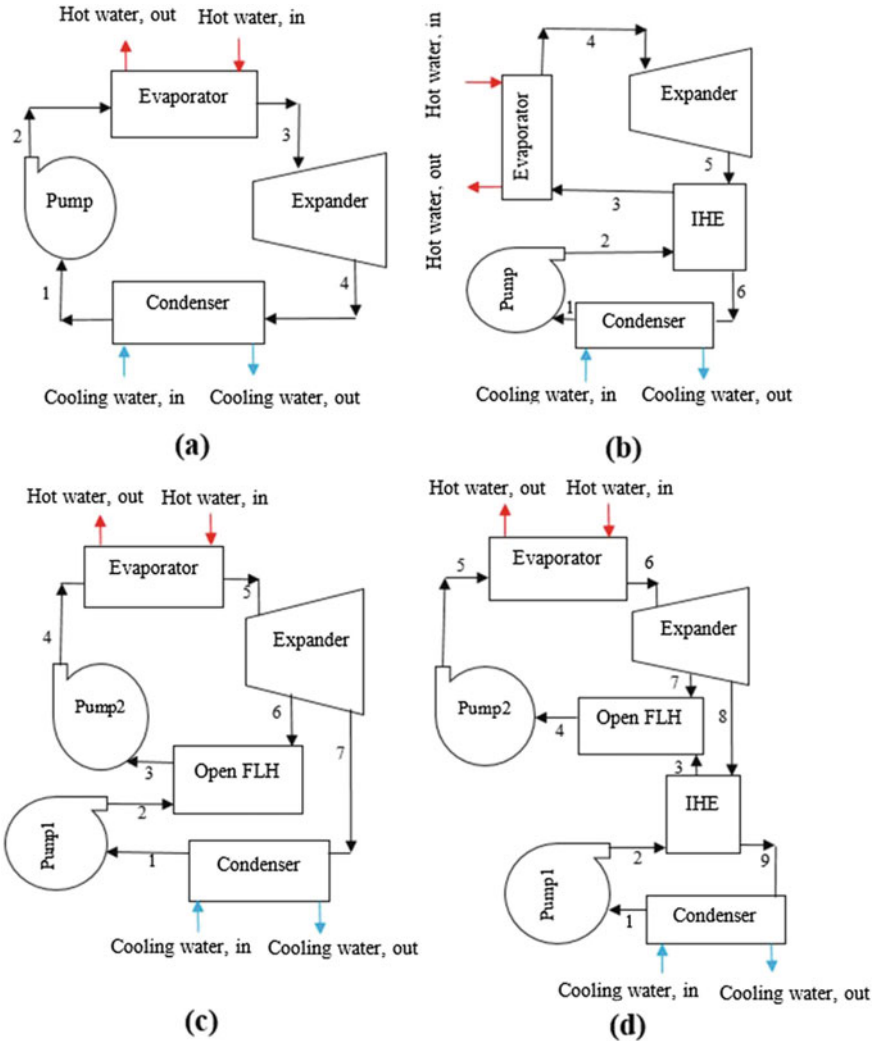 Hot water, out Hot water, in
Evaporator
2
3
Pump
Expander
1
4
Condenser
Cooling water, in Cooling water, out
(a)
Hot water, in
Hot water, out
4
Evaporator
Expander
5
3
IHE
2
Pump
6
1
Condenser
Cooling water, in Cooling water, out
(b)
Hot water, out Hot water, in
Evaporator
5
4
Expander
Pump2
6
7
Open FLH
3
2
Pump1
1
Condenser
Cooling water, in Cooling water, out
(c)
Hot water, out Hot water, in
5
Evaporator
6
Expander
7
Pump2
Open FLH
8
4
3
IHE
2
9
Pump1
1
Condenser
Cooling water, in Cooling water, out
(d)